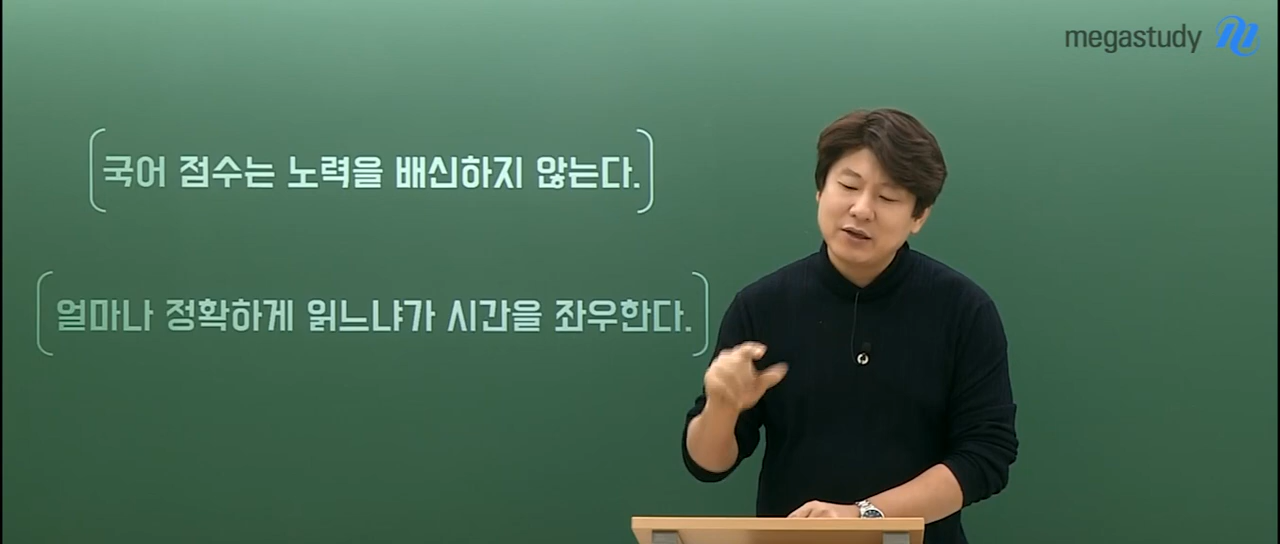 megastudy
국어 점수는 노력을 배신하지 않는다.
얼마나 정확하게 읽느냐가 시간을 좌우한다.